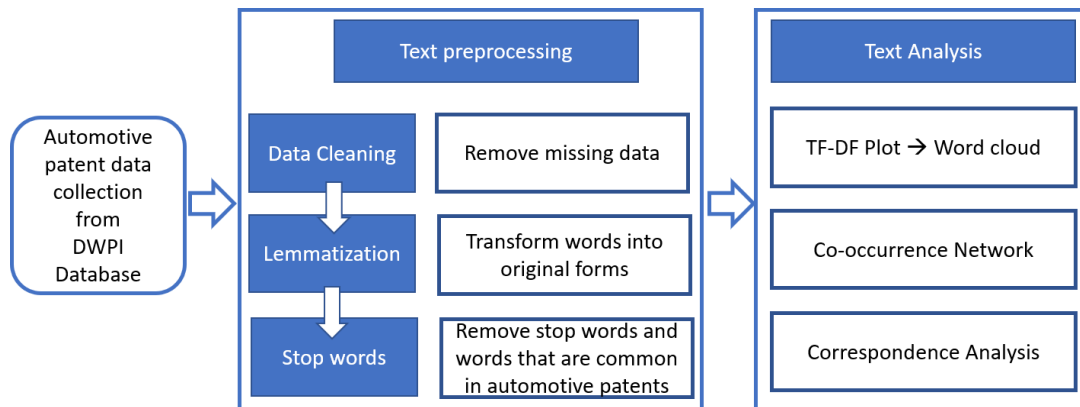 Automotive
patent data
collection
from
DWPI
Database
Text preprocessing
Data Cleaning
Remove missing data
Lemmatization
Transform words into
original forms
Stop words
Remove stop words and
words that are common
in automotive patents
Text Analysis
TF-DF Plot → Word cloud
Co-occurrence Network
Correspondence Analysis